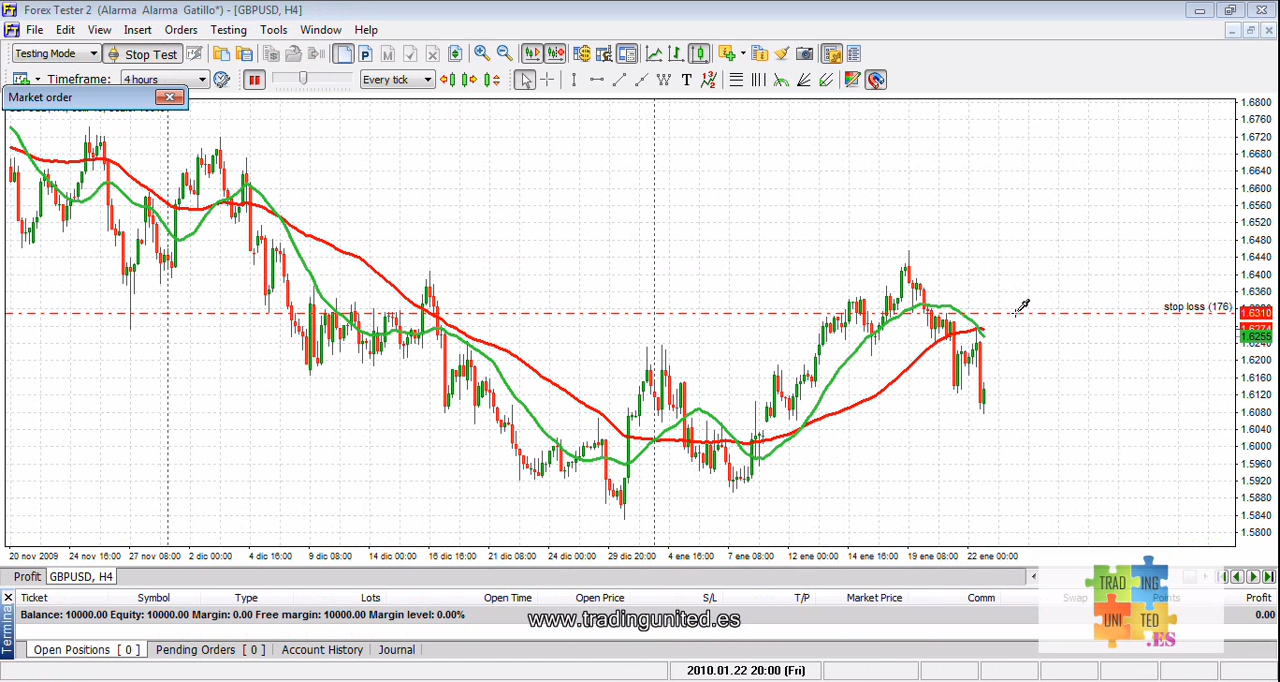 Forex Tester 2 (Alarma Alarma Gatillo*) - [GBPUSD, H4]
File Edit View Insert Orders Testing Tools Window Help
Testing Mode Stop Test
Timeframe: 4 hours Every tick
Market order
1.6800
1.6760
1.6720
1.6680
1.6640
1.6600
1.6560
1.6520
1.6480
1.6440
1.6400
1.6360
stop loss (176)
1.6310
1.6274
1.6255
1.6240
1.6200
1.6160
1.6120
1.6080
1.6040
1.6000
1.5960
1.5920
1.5880
1.5840
1.5800
20 nov 2009 24 nov 16:00 27 nov 08:00 2 dic 00:00 4 dic 16:00 9 dic 08:00 14 dic 00:00 16 dic 16:00 21 dic 08:00 24 dic 00:00 29 dic 20:00 4 ene 16:00 7 ene 08:00 12 ene 00:00 14 ene 16:00 19 ene 08:00 22 ene 00:00
Profit GBPUSD, H4
Ticket Symbol Type Lots Open Time Open Price S/L T/P Market Price Comm Swap Points Profit
Balance: 10000.00 Equity: 10000.00 Margin: 0.00 Free margin: 10000.00 Margin level: 100% 0.00
www.tradingunited.es
TRAD ING
UNI TED
.ES
Terminal
Open Positions [ 0 ] Pending Orders [ 0 ] Account History Journal
2010.01.22 20:00 (Fri)